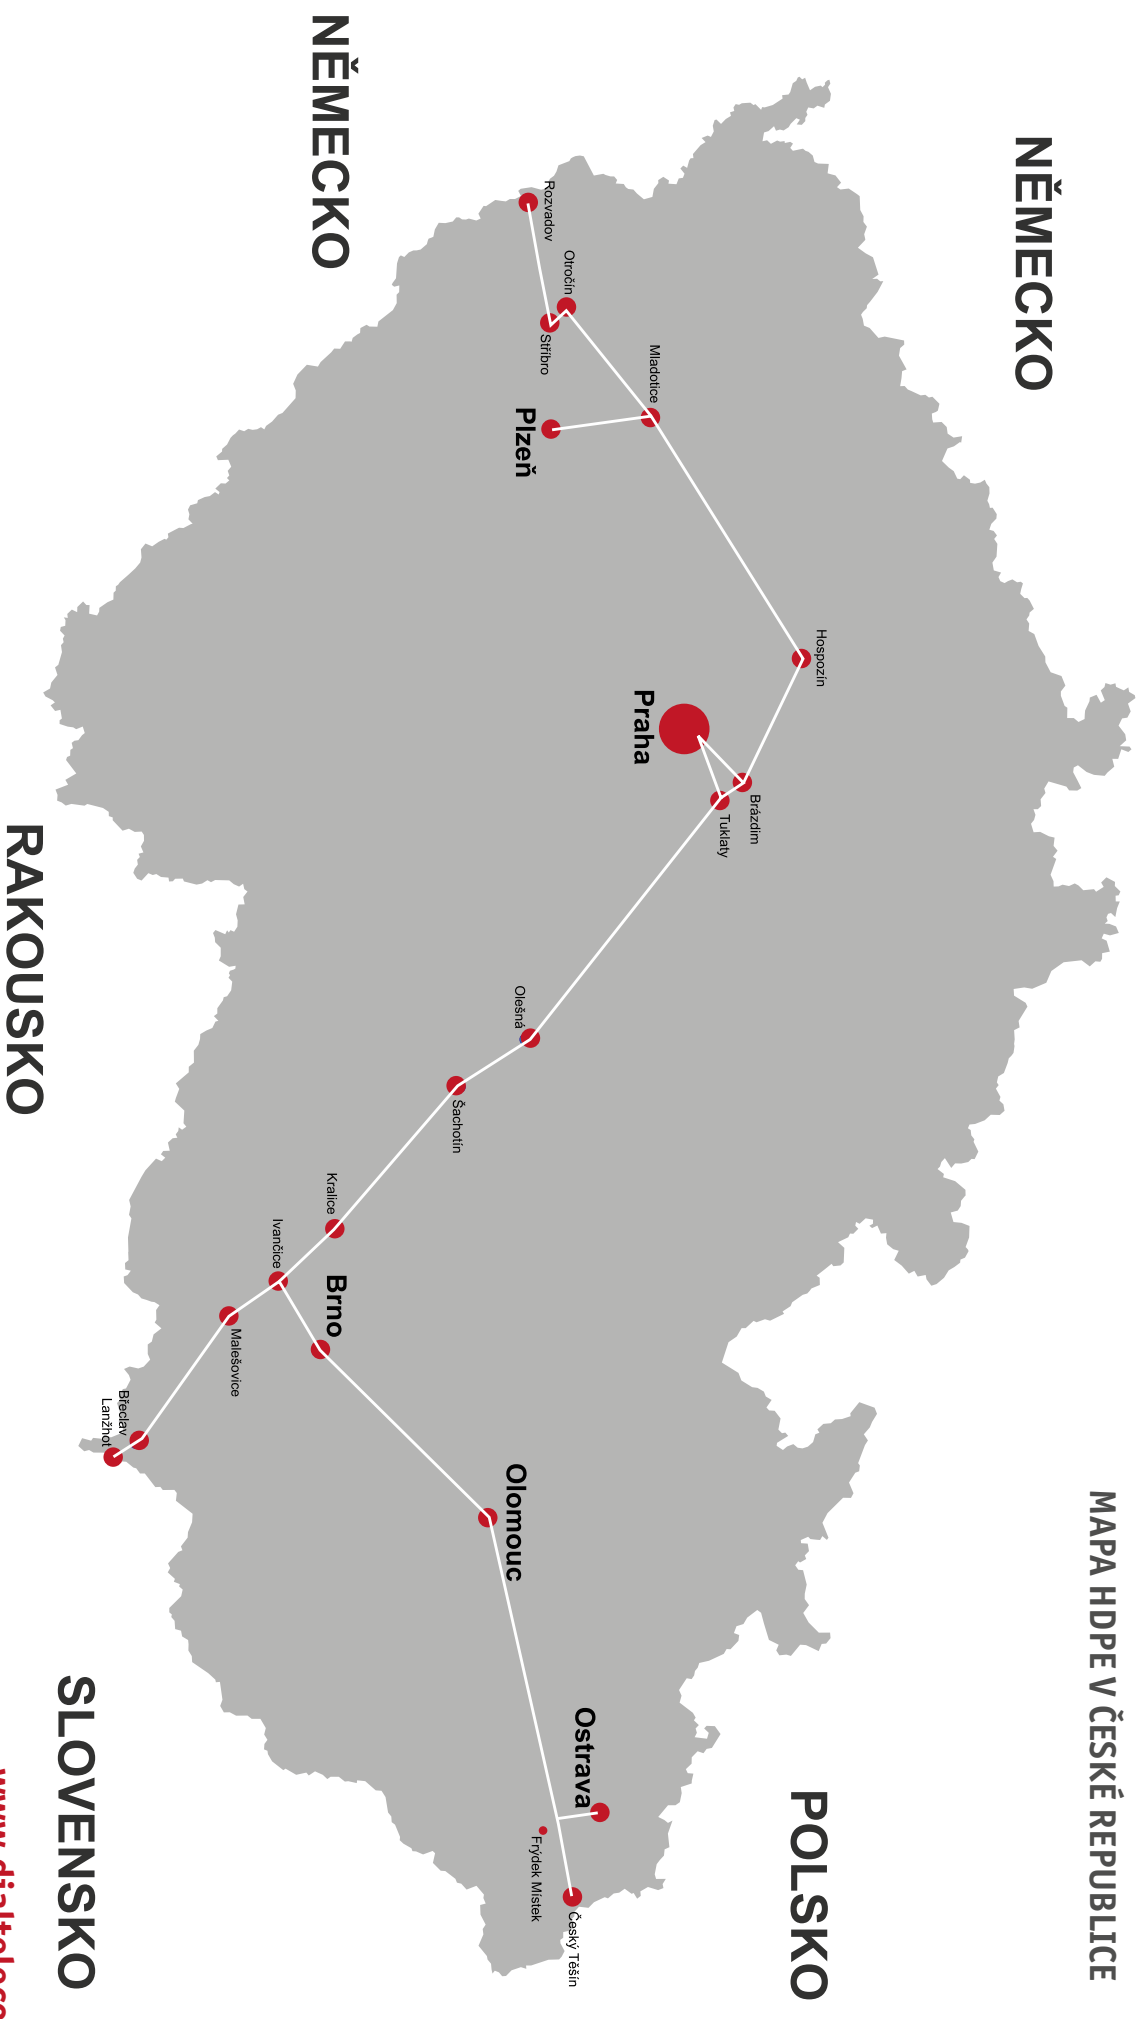 MAPA HDPE V ČESKÉ REPUBLICE
NĚMECKO
NĚMECKO
POLSKO
Rozvadov
Otročín
Stříbro
Mladotice
Plzeň
Hospozín
Praha
Brázdim
Tuklaty
Olešná
Šachotín
Kralice
Ivančice
Brno
Malešovice
Břeclav
Lanžhot
Olomouc
Ostrava
Frýdek Místek
Český Těšín
RAKOUSKO
SLOVENSKO